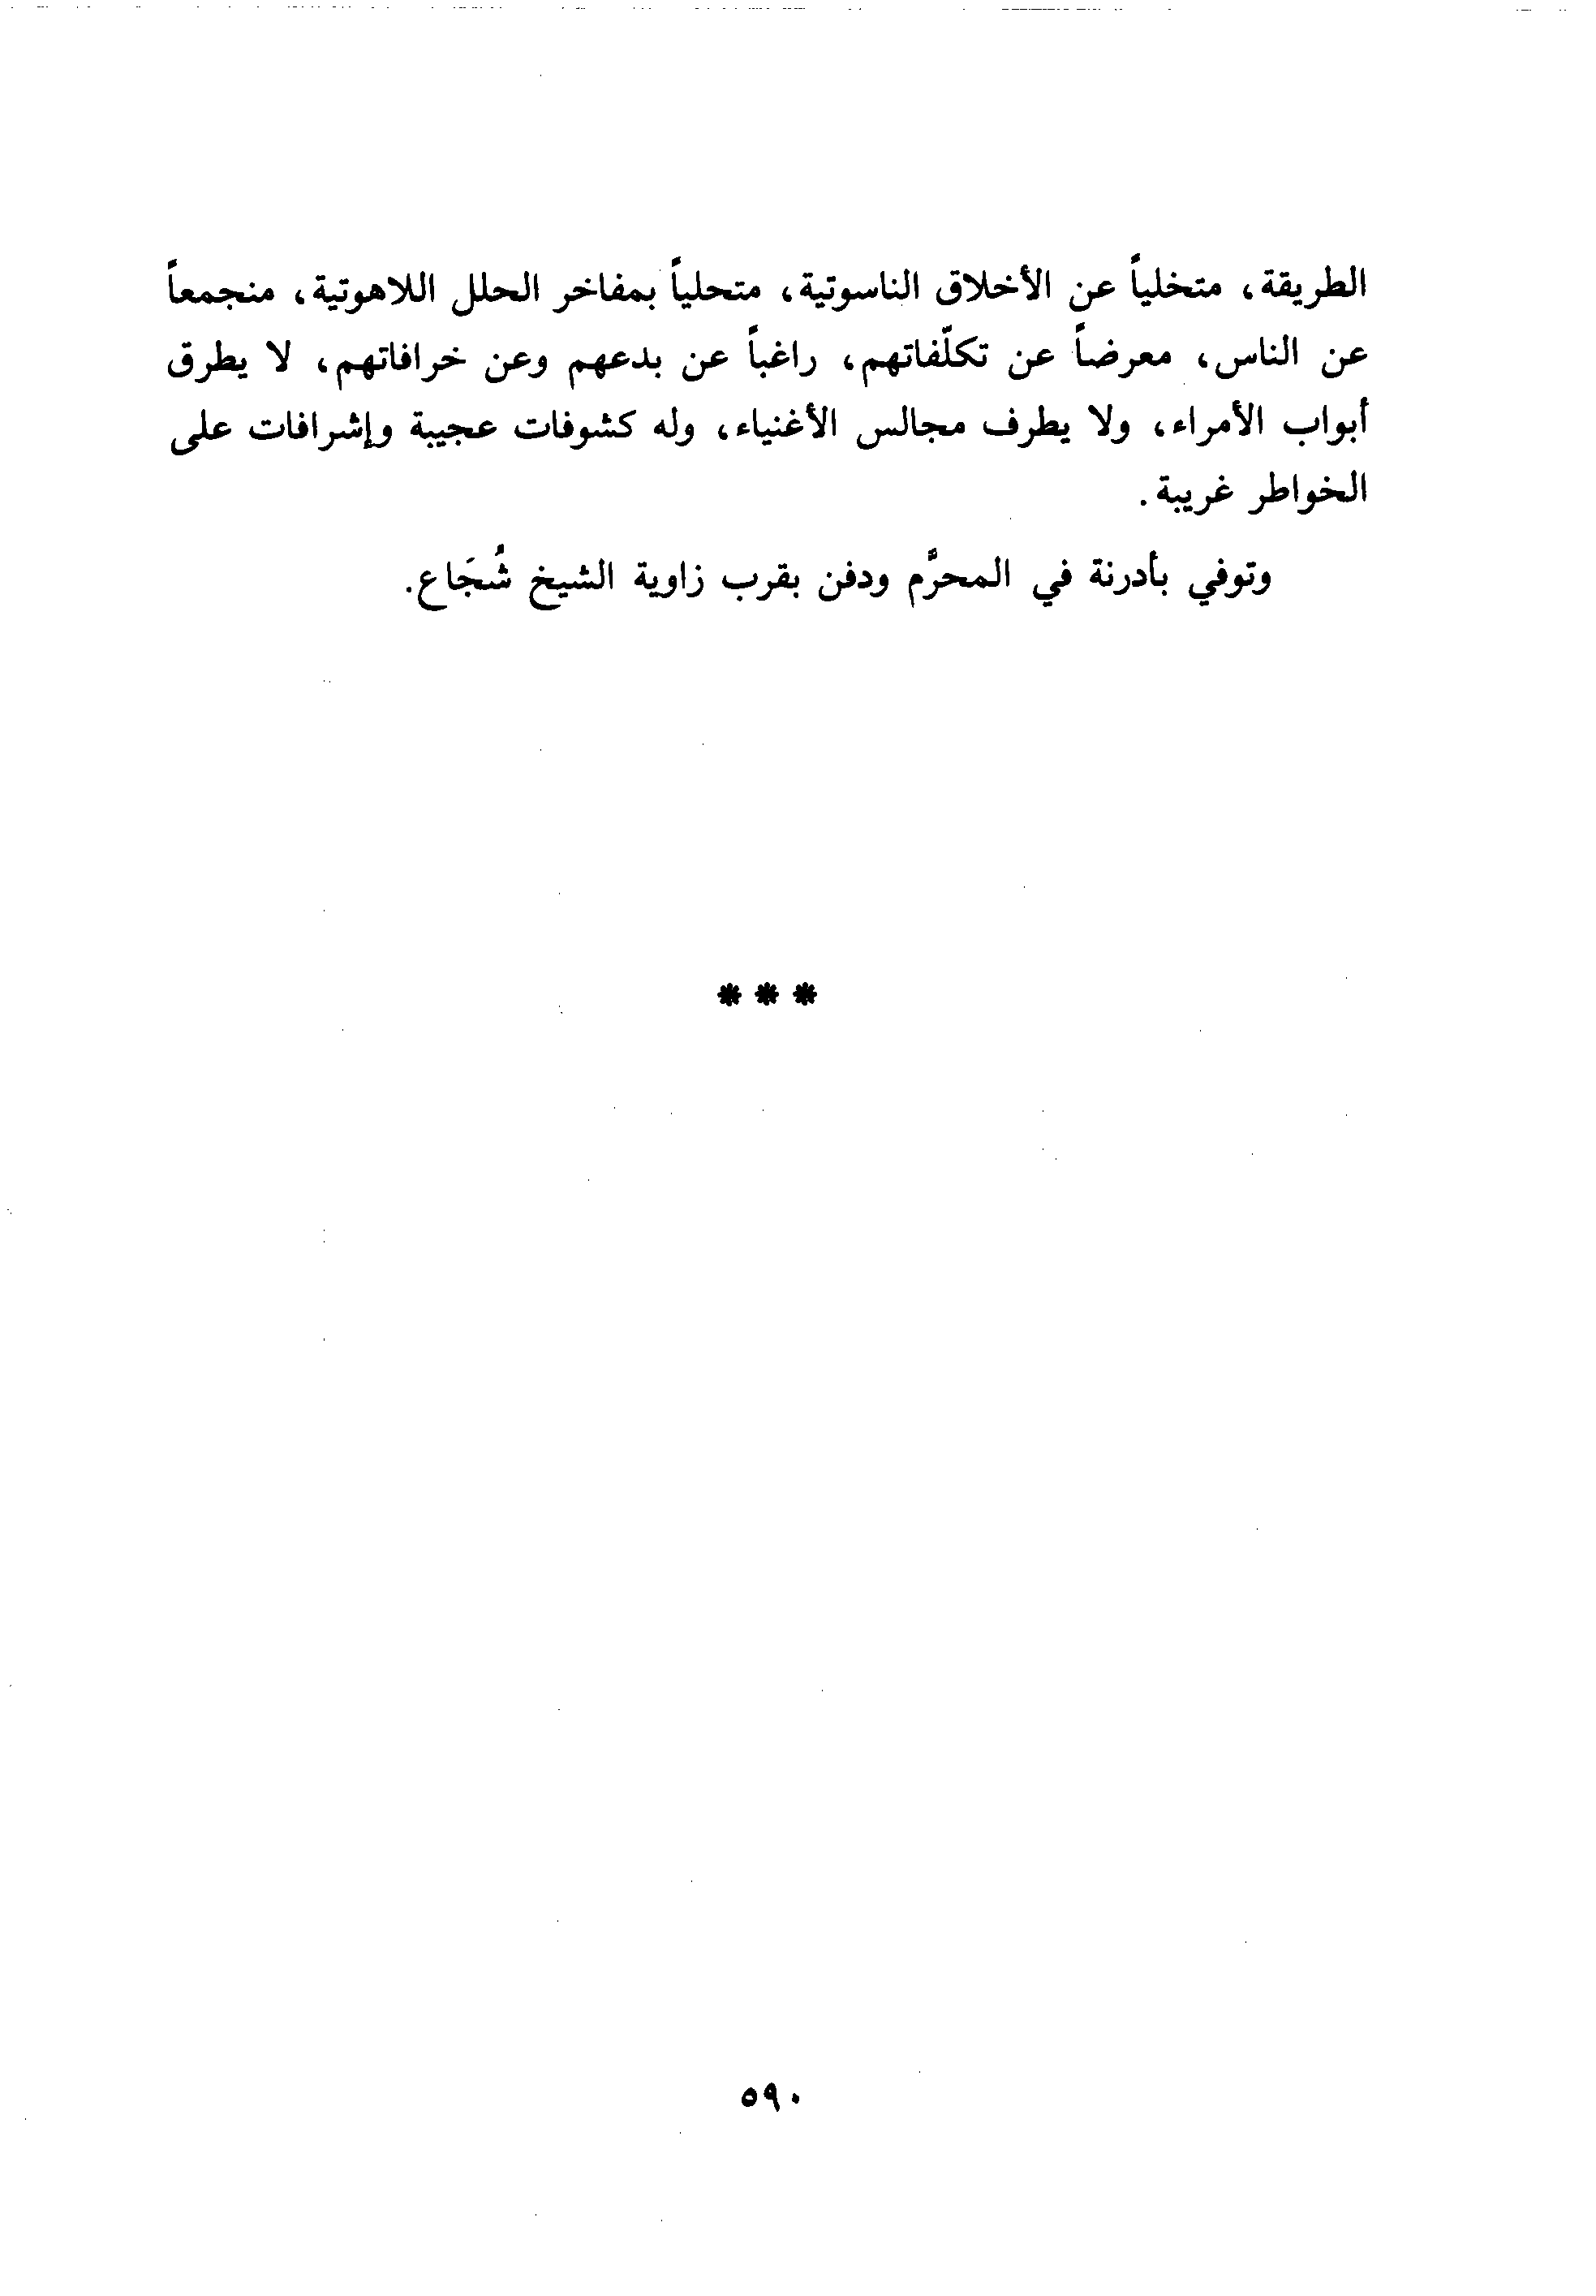 الطريقة، متخلياً عن الأخلاق الناسوتية، متحلياً بمفاخر الحلل اللاهوتية، منجمعاً
عن الناس، معرضاً عن تكلّفاتهم، راغباً عن بدعهم وعن خرافاتهم، لا يطرق
أبواب الأمراء، ولا يطرف مجالس الأغنياء، وله كشوفات عجيبة وإشرافات على
الخواطر غريبة.
وتوفي بأدرنة في المحرَّم ودفن بقرب زاوية الشيخ شُجَاع.
***
٥٩٠